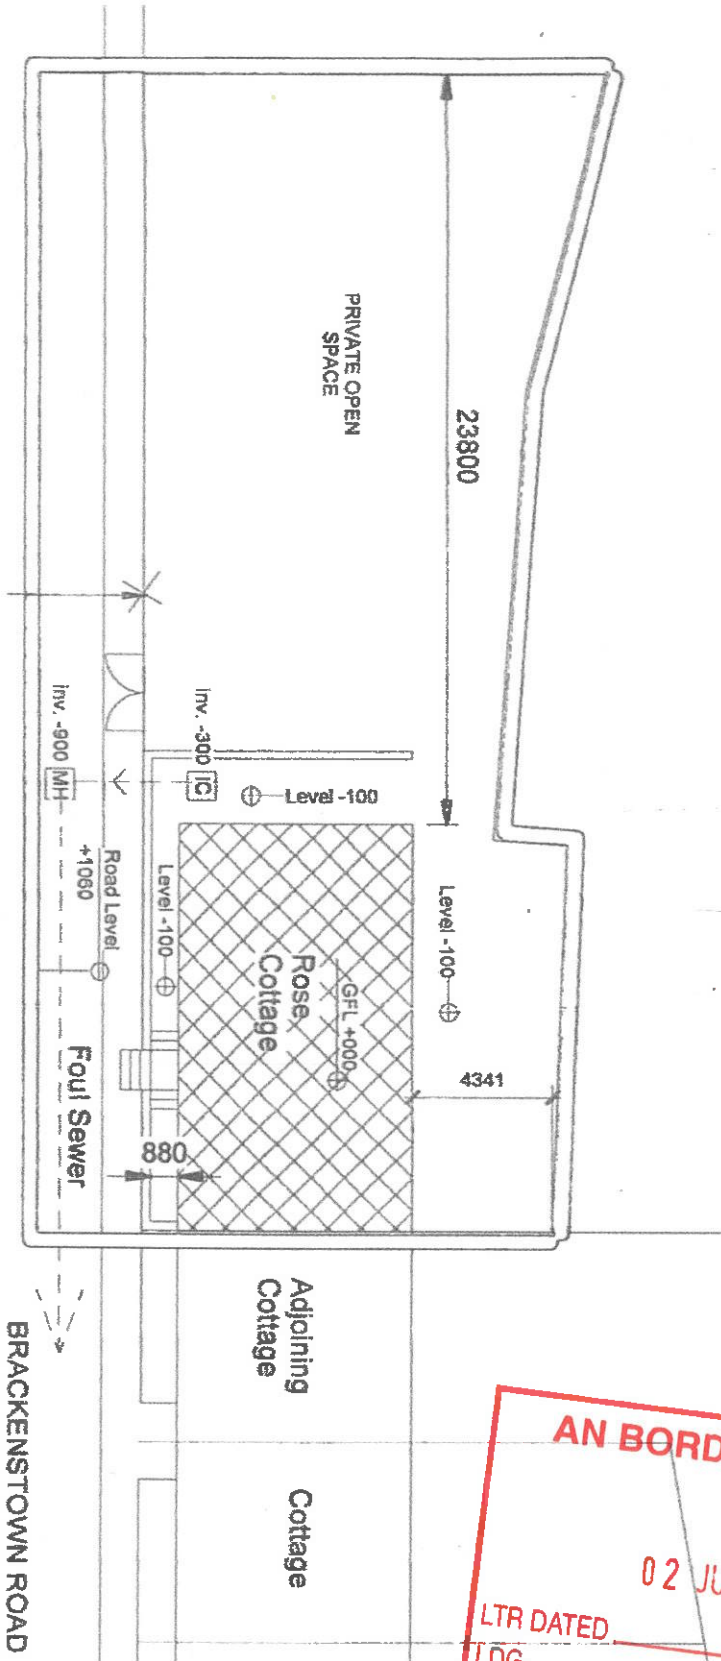 PRIVATE OPEN
SPACE
23800
Inv. -300 IC
Inv. -900 MH
Level -100
Level -100
Level -100
Road Level
+1060
Rose
Cottage
GFL +000
4341
880
Foul Sewer
Adjoining
Cottage
Cottage
BRACKENSTOWN ROAD
AN BORD
02 JU
LTR DATED